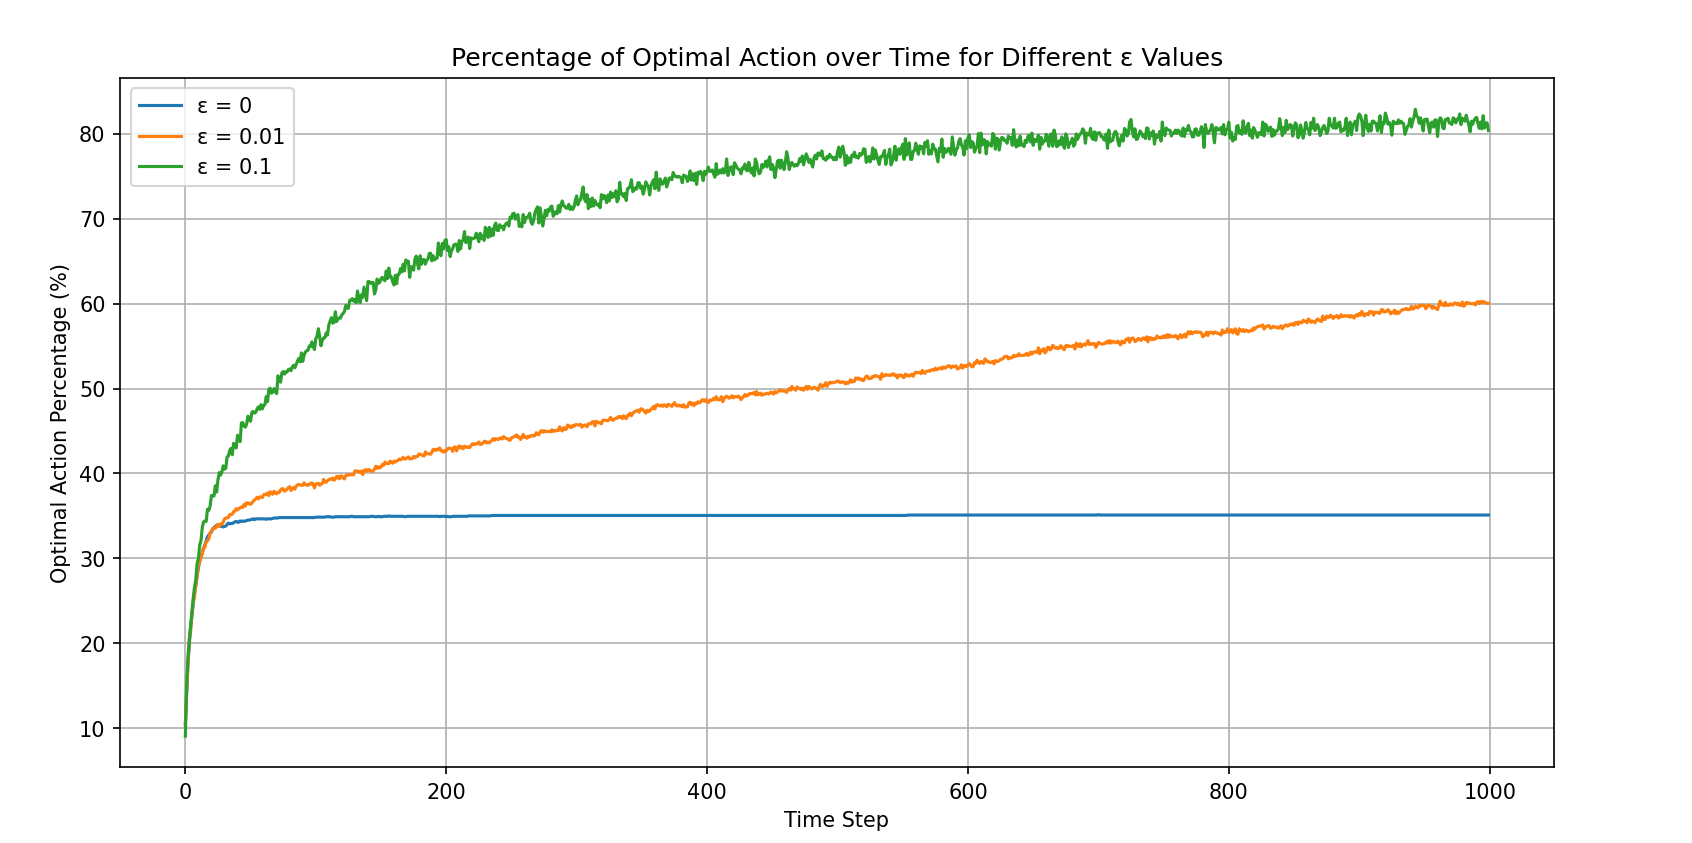 Percentage of Optimal Action over Time for Different ε Values
ε = 0
ε = 0.01
ε = 0.1
Optimal Action Percentage (%)
80
70
60
50
40
30
20
10
0 200 400 600 800 1000
Time Step